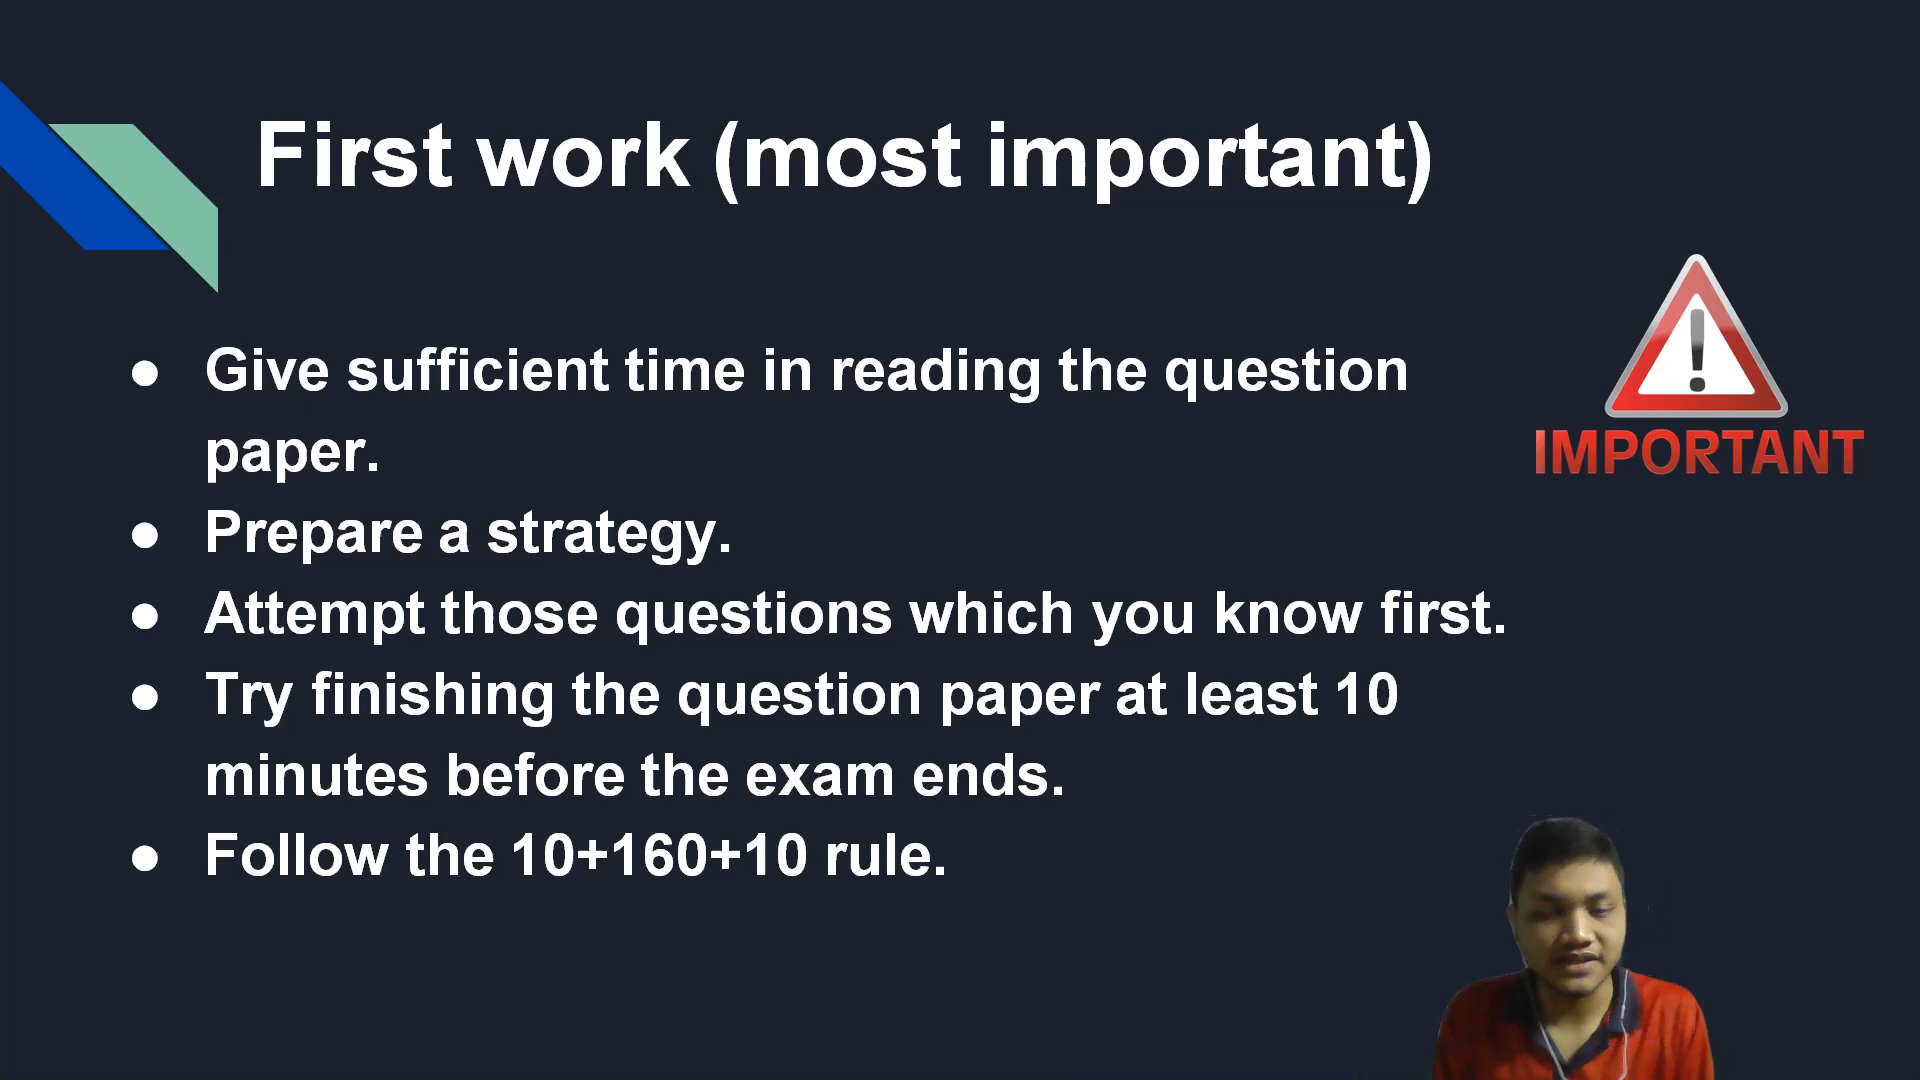 First work (most important)
● Give sufficient time in reading the question
paper.
● Prepare a strategy.
● Attempt those questions which you know first.
● Try finishing the question paper at least 10
minutes before the exam ends.
● Follow the 10+160+10 rule.
IMPORTANT